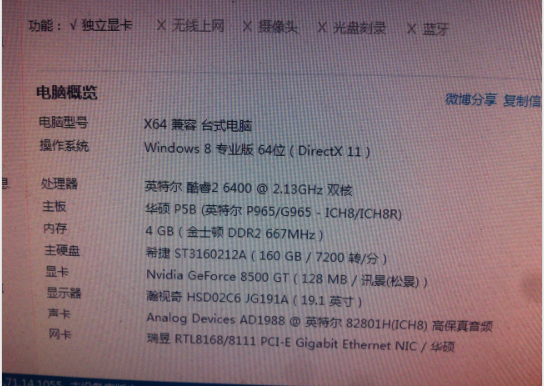 功能： √ 独立显卡 X 无线上网 X 摄像头 X 光盘刻录 X 蓝牙
电脑概览 微博分享 复制信
电脑型号 X64 兼容 台式电脑
操作系统 Windows 8 专业版 64位 ( DirectX 11 )
处理器 英特尔 酷睿2 6400 @ 2.13GHz 双核
主板 华硕 P5B (英特尔 P965/G965 - ICH8/ICH8R)
内存 4 GB ( 金士顿 DDR2 667MHz )
主硬盘 希捷 ST3160212A ( 160 GB / 7200 转/分 )
显卡 Nvidia GeForce 8500 GT ( 128 MB / 讯景(松景) )
显示器 瀚视奇 HSD02C6 JG191A ( 19.1 英寸 )
声卡 Analog Devices AD1988 @ 英特尔 82801H(ICH8) 高保真音频
网卡 瑞昱 RTL8168/8111 PCI-E Gigabit Ethernet NIC / 华硕